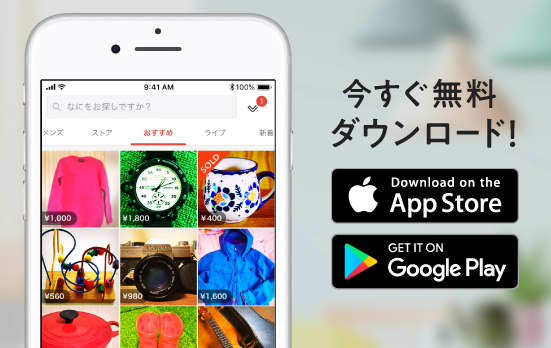 9:41 AM
100%
なにをお探しですか？
1
メンズ
ストア
おすすめ
ライブ
新着
¥1,000
¥1,800
SOLD
¥400
¥560
¥980
¥1,600
今すぐ無料
ダウンロード!
Download on the
App Store
GET IT ON
Google Play